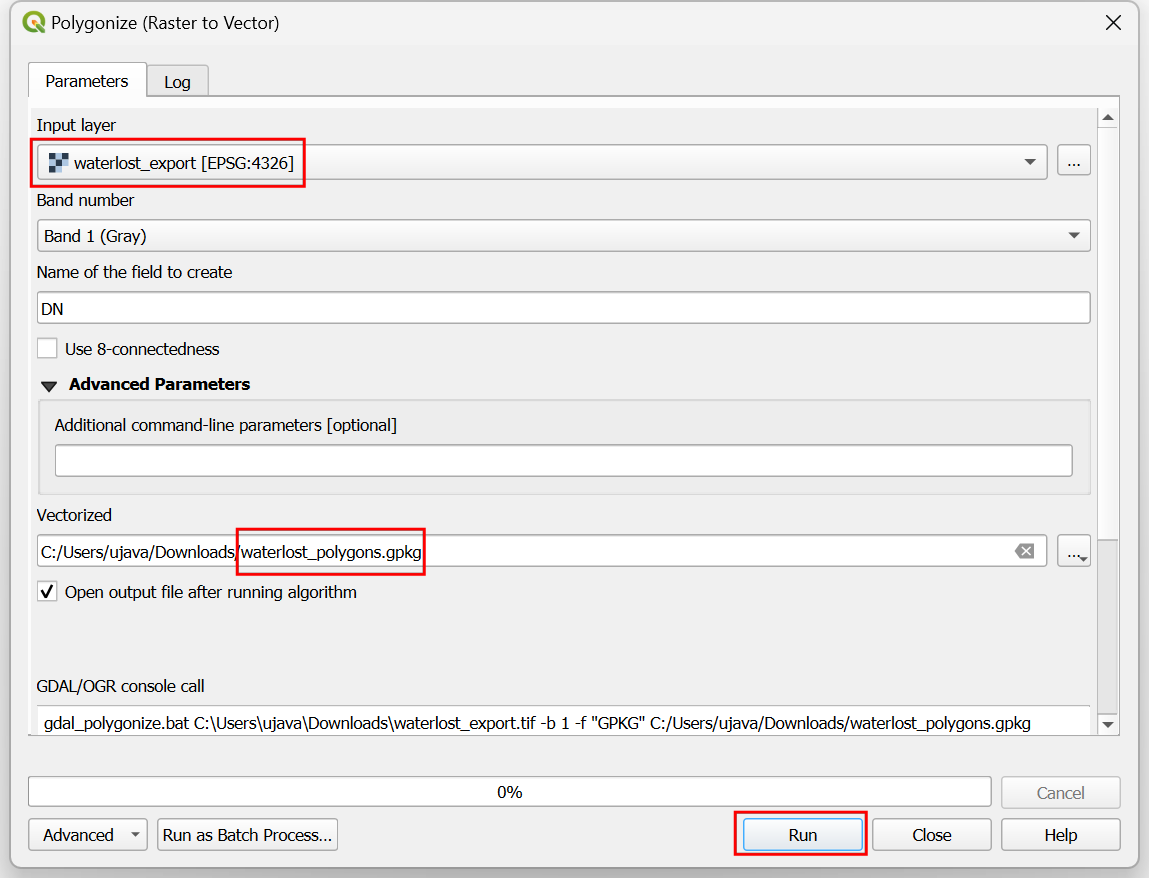 Polygonize (Raster to Vector)
Parameters
Log
Input layer
waterlost_export [EPSG:4326]
...
Band number
Band 1 (Gray)
Name of the field to create
DN
Use 8-connectedness
Advanced Parameters
Additional command-line parameters [optional]
Vectorized
C:/Users/ujava/Downloads/waterlost_polygons.gpkg
...
Open output file after running algorithm
GDAL/OGR console call
gdal_polygonize.bat C:\Users\ujava\Downloads\waterlost_export.tif -b 1 -f "GPKG" C:/Users/ujava/Downloads/waterlost_polygons.gpkg
0%
Cancel
Advanced
Run as Batch Process...
Run
Close
Help